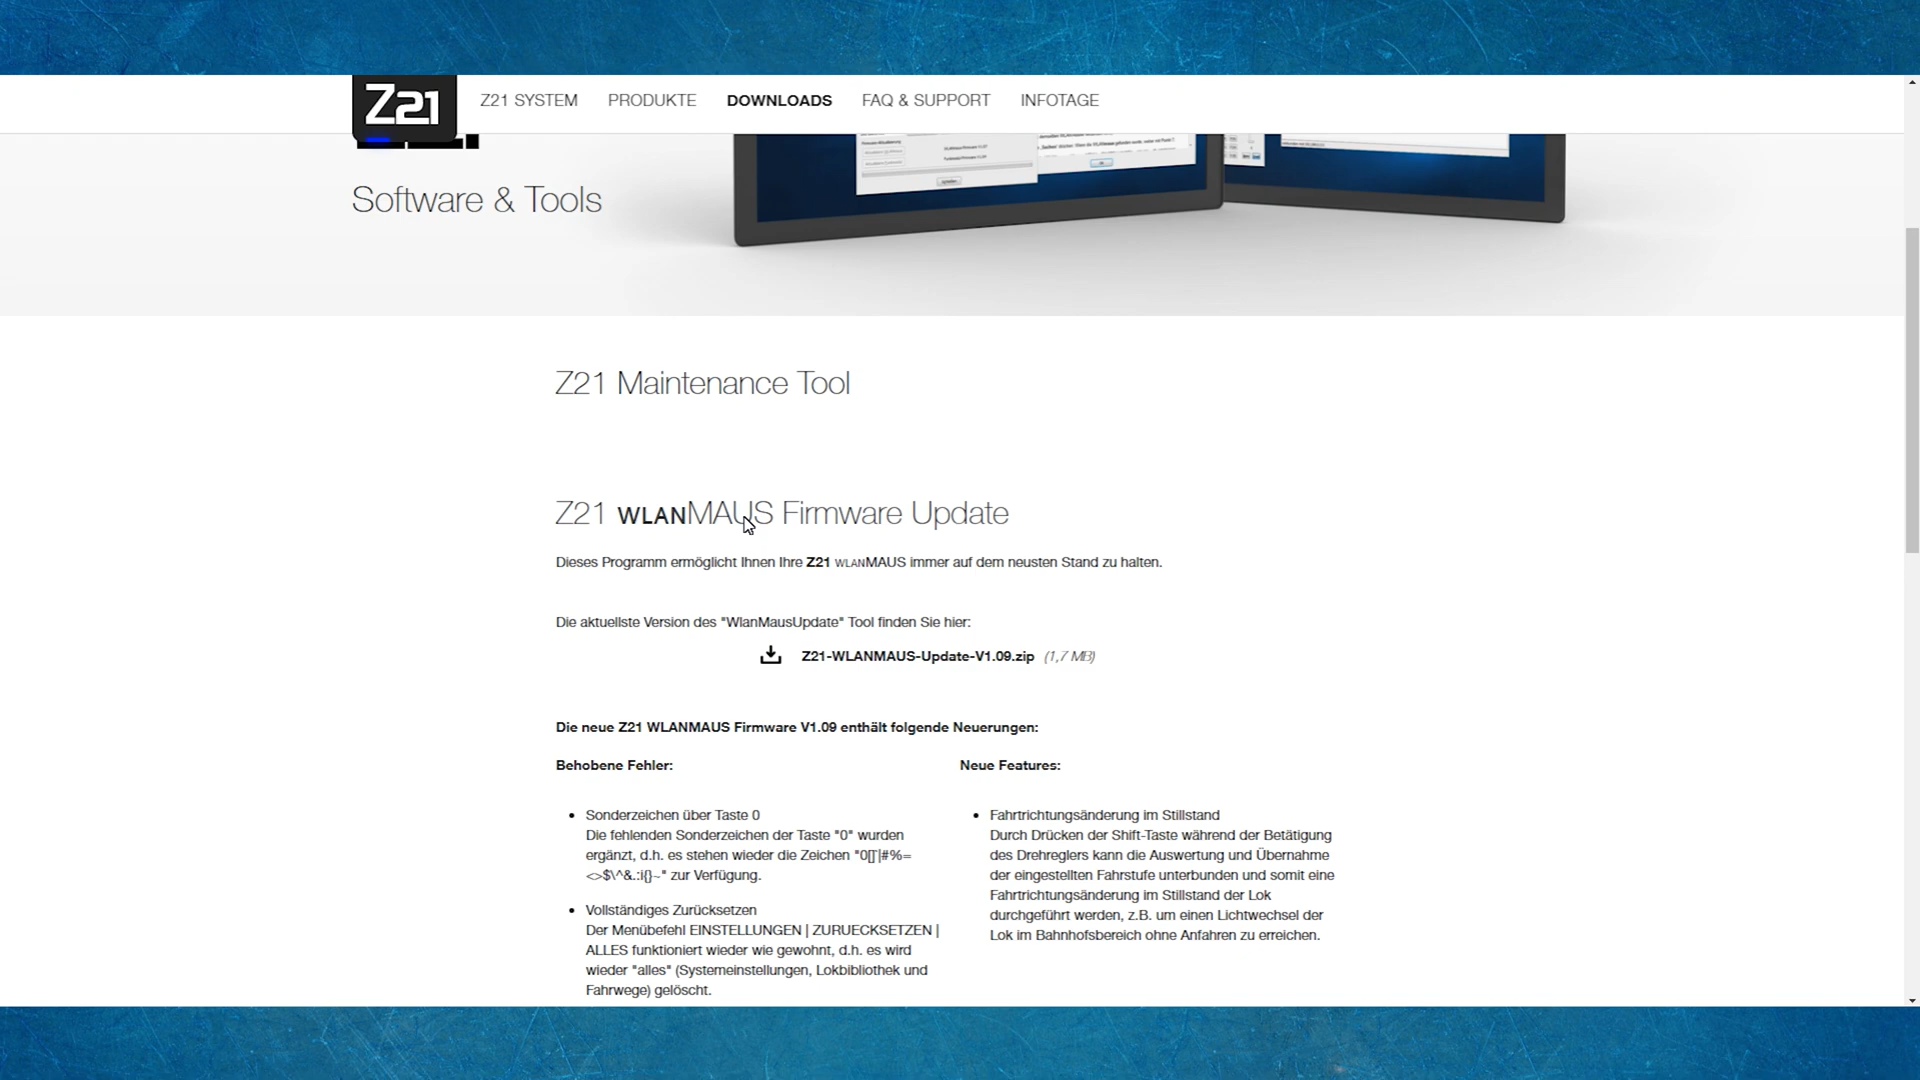 Z21
Z21 SYSTEM
PRODUKTE
DOWNLOADS
FAQ & SUPPORT
INFOTAGE
Software & Tools
Z21 Maintenance Tool
Z21 WLANMAUS Firmware Update
Dieses Programm ermöglicht Ihnen Ihre Z21 WLANMAUS immer auf dem neusten Stand zu halten.
Die aktuellste Version des "WlanMausUpdate" Tool finden Sie hier:
Z21-WLANMAUS-Update-V1.09.zip (1,7 MB)
Die neue Z21 WLANMAUS Firmware V1.09 enthält folgende Neuerungen:
Behobene Fehler:
• Sonderzeichen über Taste 0
Die fehlenden Sonderzeichen der Taste "0" wurden
ergänzt, d.h. es stehen wieder die Zeichen "0[]'|#%=
<>$\^&.:i{}~" zur Verfügung.
• Vollständiges Zurücksetzen
Der Menübefehl EINSTELLUNGEN | ZURUECKSETZEN |
ALLES funktioniert wieder wie gewohnt, d.h. es wird
wieder "alles" (Systemeinstellungen, Lokbibliothek und
Fahrwege) gelöscht.
Neue Features:
• Fahrtrichtungsänderung im Stillstand
Durch Drücken der Shift-Taste während der Betätigung
des Drehreglers kann die Auswertung und Übernahme
der eingestellten Fahrstufe unterbunden und somit eine
Fahrtrichtungsänderung im Stillstand der Lok
durchgeführt werden, z.B. um einen Lichtwechsel der
Lok im Bahnhofsbereich ohne Anfahren zu erreichen.